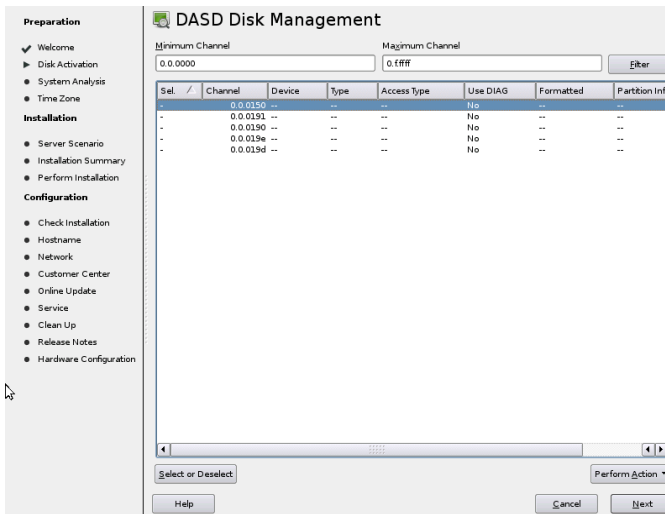 Preparation
Welcome
Disk Activation
System Analysis
Time Zone
Installation
Server Scenario
Installation Summary
Perform Installation
Configuration
Check Installation
Hostname
Network
Customer Center
Online Update
Service
Clean Up
Release Notes
Hardware Configuration
DASD Disk Management
Minimum Channel Maximum Channel
0.0.0000 0.f.ffff Filter
Sel. Channel Device Type Access Type Use DIAG Formatted Partition Inf
- 0.0.0150 -- -- -- No -- --
- 0.0.0191 -- -- -- No -- --
- 0.0.0190 -- -- -- No -- --
- 0.0.019e -- -- -- No -- --
- 0.0.019d -- -- -- No -- --
Select or Deselect Perform Action
Help Cancel Next